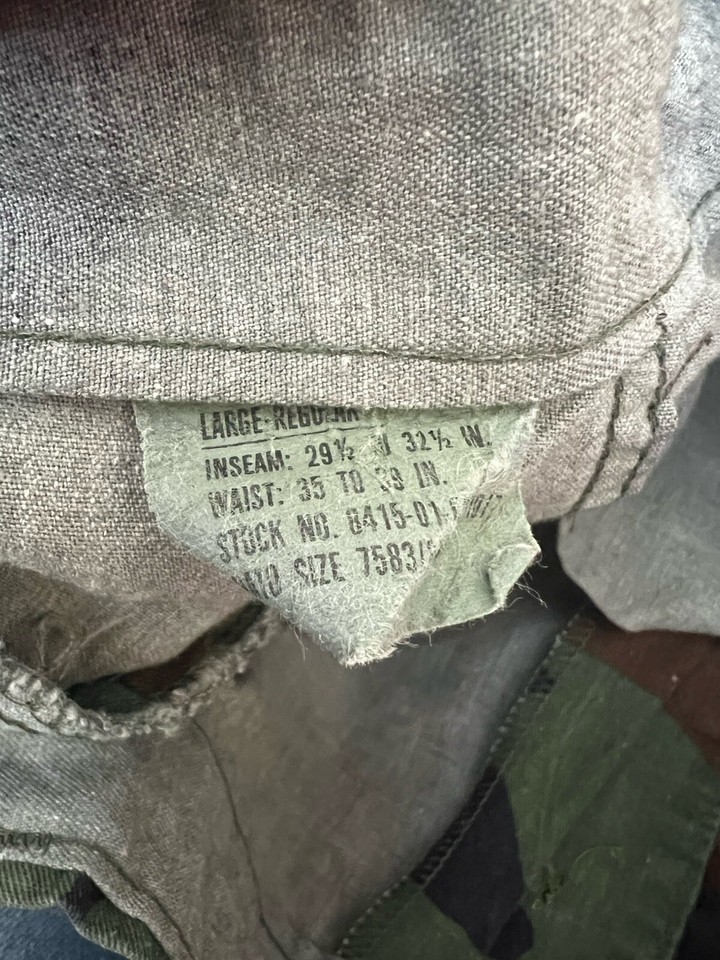 LARGE-REGULAR
INSEAM: 29½ 32½ IN.
WAIST: 35 TO 39 IN.
STOCK NO. 8415-01-
SIZE 7583/